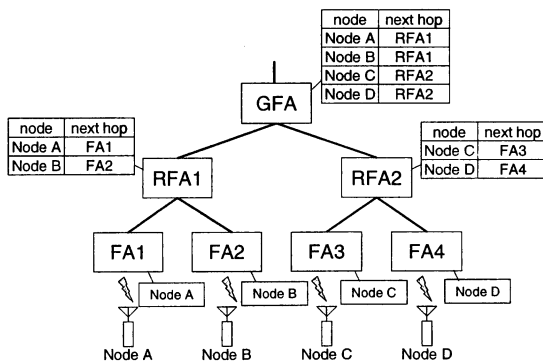 node next hop
Node A RFA1
Node B RFA1
Node C RFA2
Node D RFA2
GFA
node next hop
Node A FA1
Node B FA2
node next hop
Node C FA3
Node D FA4
RFA1 RFA2
FA1 FA2 FA3 FA4
Node A Node B Node C Node D
Node A Node B Node C Node D